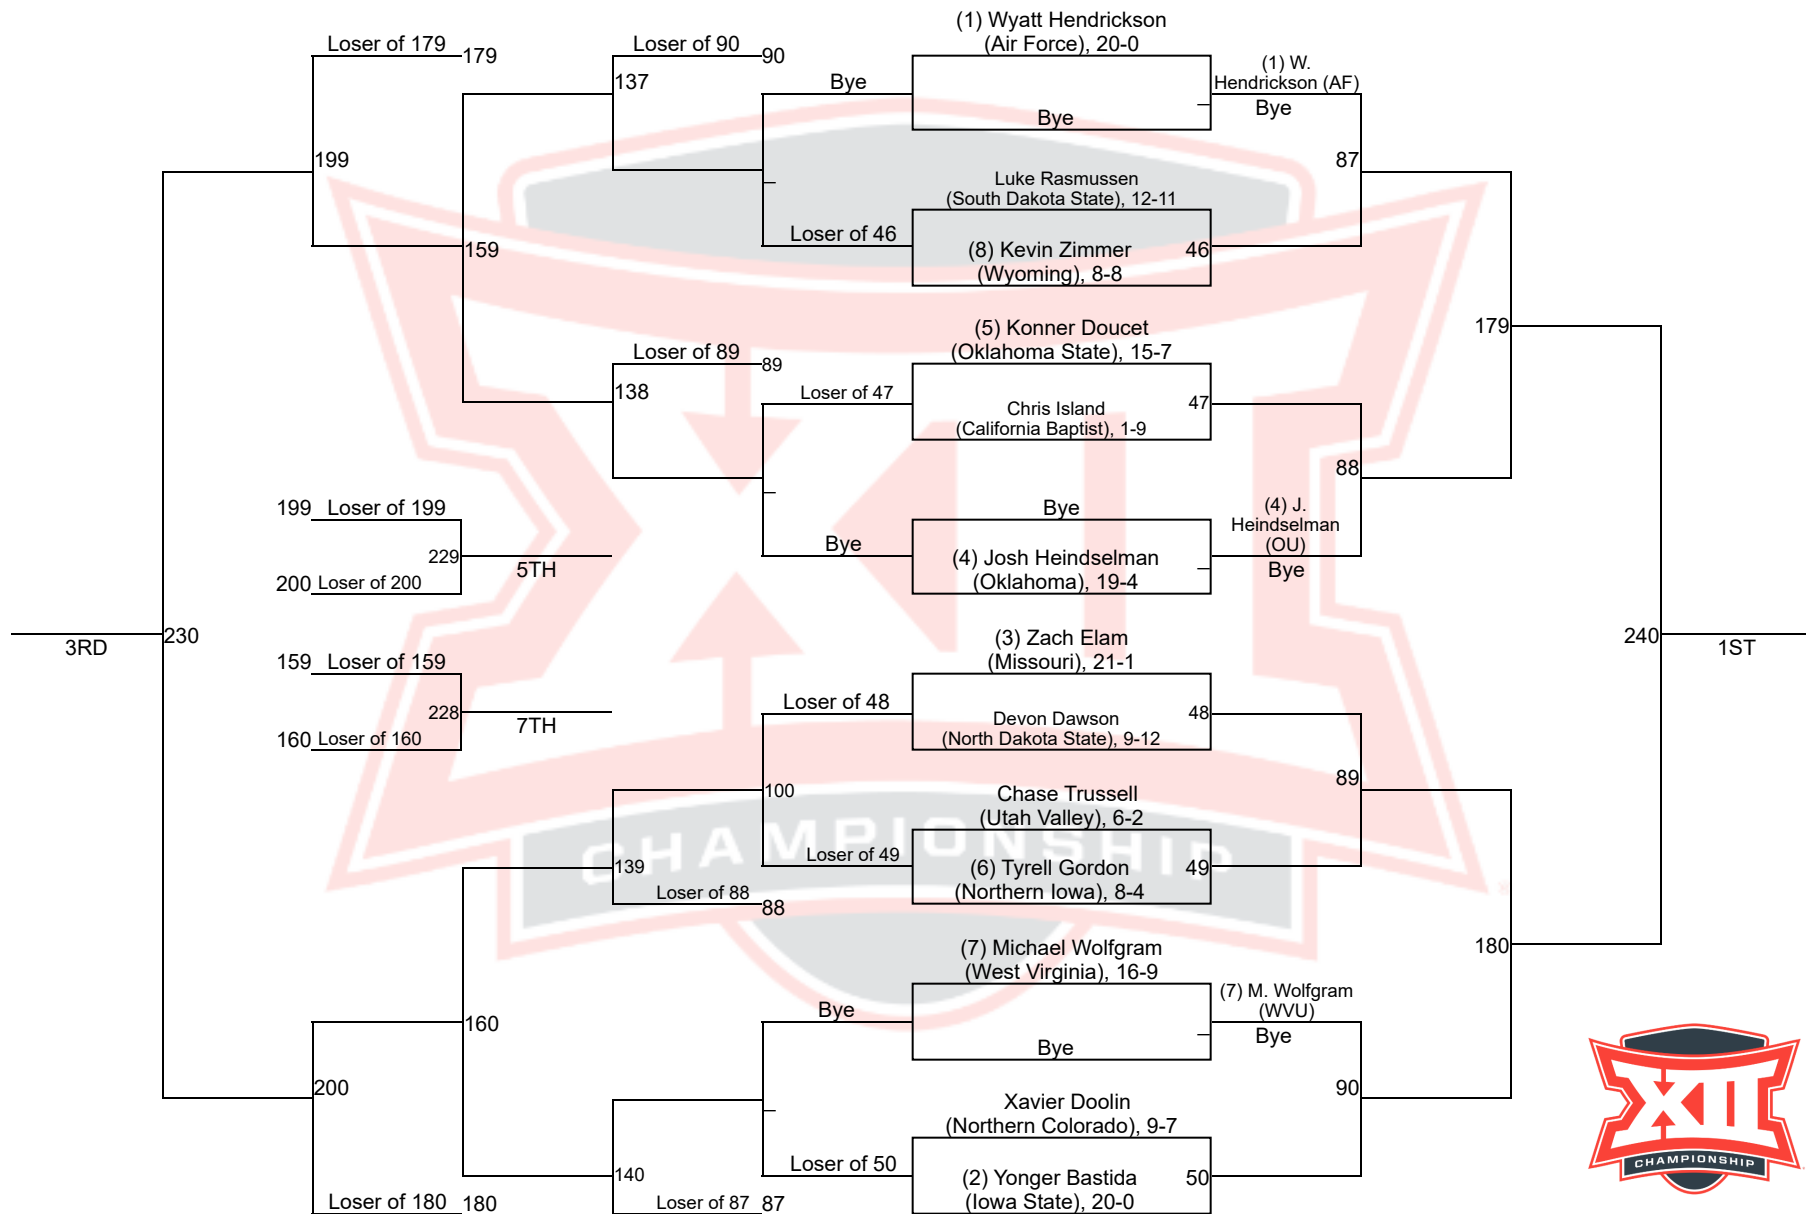 Loser of 179
179
Loser of 90
90
(1) Wyatt Hendrickson
(Air Force), 20-0
137
Bye
Bye
(1) W.
Hendrickson (AF)
Bye
199
87
Luke Rasmussen
(South Dakota State), 12-11
159
Loser of 46
(8) Kevin Zimmer
(Wyoming), 8-8
46
179
(5) Konner Doucet
(Oklahoma State), 15-7
Loser of 89
89
138
Loser of 47
Chris Island
(California Baptist), 1-9
47
88
199
Loser of 199
Bye
(4) J.
Heindselman
(OU)
Bye
229
5TH
Bye
(4) Josh Heindselman
(Oklahoma), 19-4
200
Loser of 200
3RD
230
(3) Zach Elam
(Missouri), 21-1
240
1ST
159
Loser of 159
Loser of 48
228
7TH
Devon Dawson
(North Dakota State), 9-12
48
160
Loser of 160
89
100
Chase Trussell
(Utah Valley), 6-2
CHAMPIONSHIP
139
Loser of 49
(6) Tyrell Gordon
(Northern Iowa), 8-4
49
Loser of 88
88
(7) Michael Wolfgram
(West Virginia), 16-9
180
Bye
(7) M. Wolfgram
(WVU)
Bye
160
Bye
200
90
Xavier Doolin
(Northern Colorado), 9-7
XII
CHAMPIONSHIP
140
Loser of 50
(2) Yonger Bastida
(Iowa State), 20-0
50
Loser of 180
180
Loser of 87
87